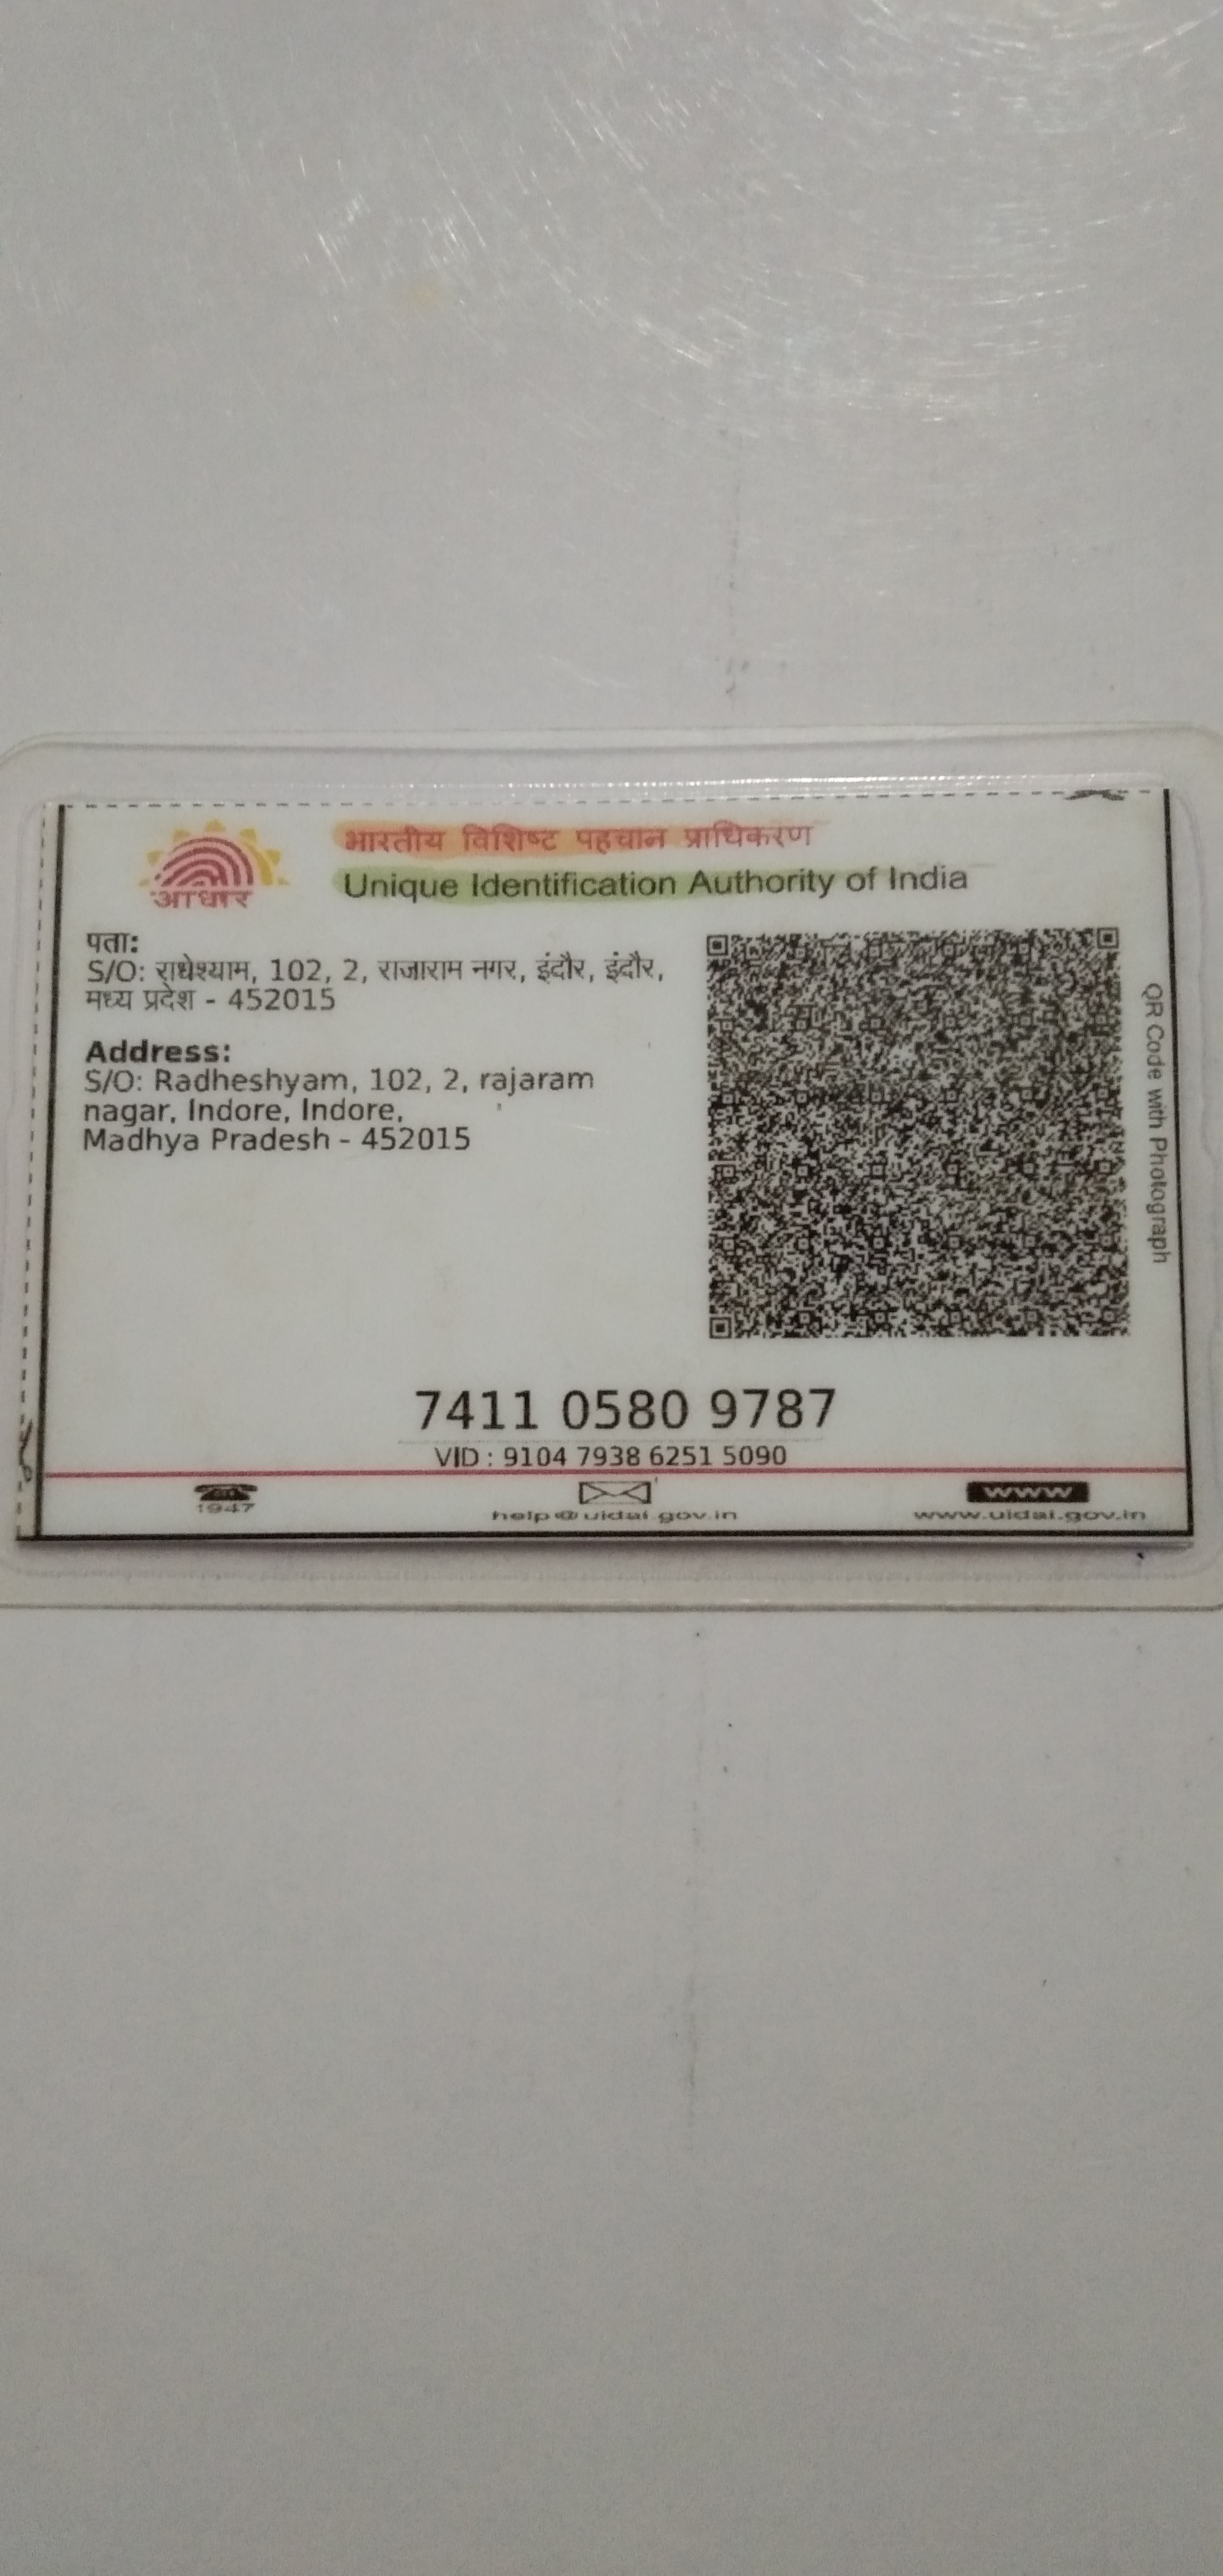 आधार
भारतीय विशिष्ट पहचान प्राधिकरण
Unique Identification Authority of India
पता:
S/O: राधेश्याम, 102, 2, राजाराम नगर, इंदौर, इंदौर,
मध्य प्रदेश - 452015
Address:
S/O: Radheshyam, 102, 2, rajaram
nagar, Indore, Indore,
Madhya Pradesh - 452015
QR Code with Photograph
7411 0580 9787
VID : 9104 7938 6251 5090
1947
help@uidai.gov.in
www
www.uidai.gov.in